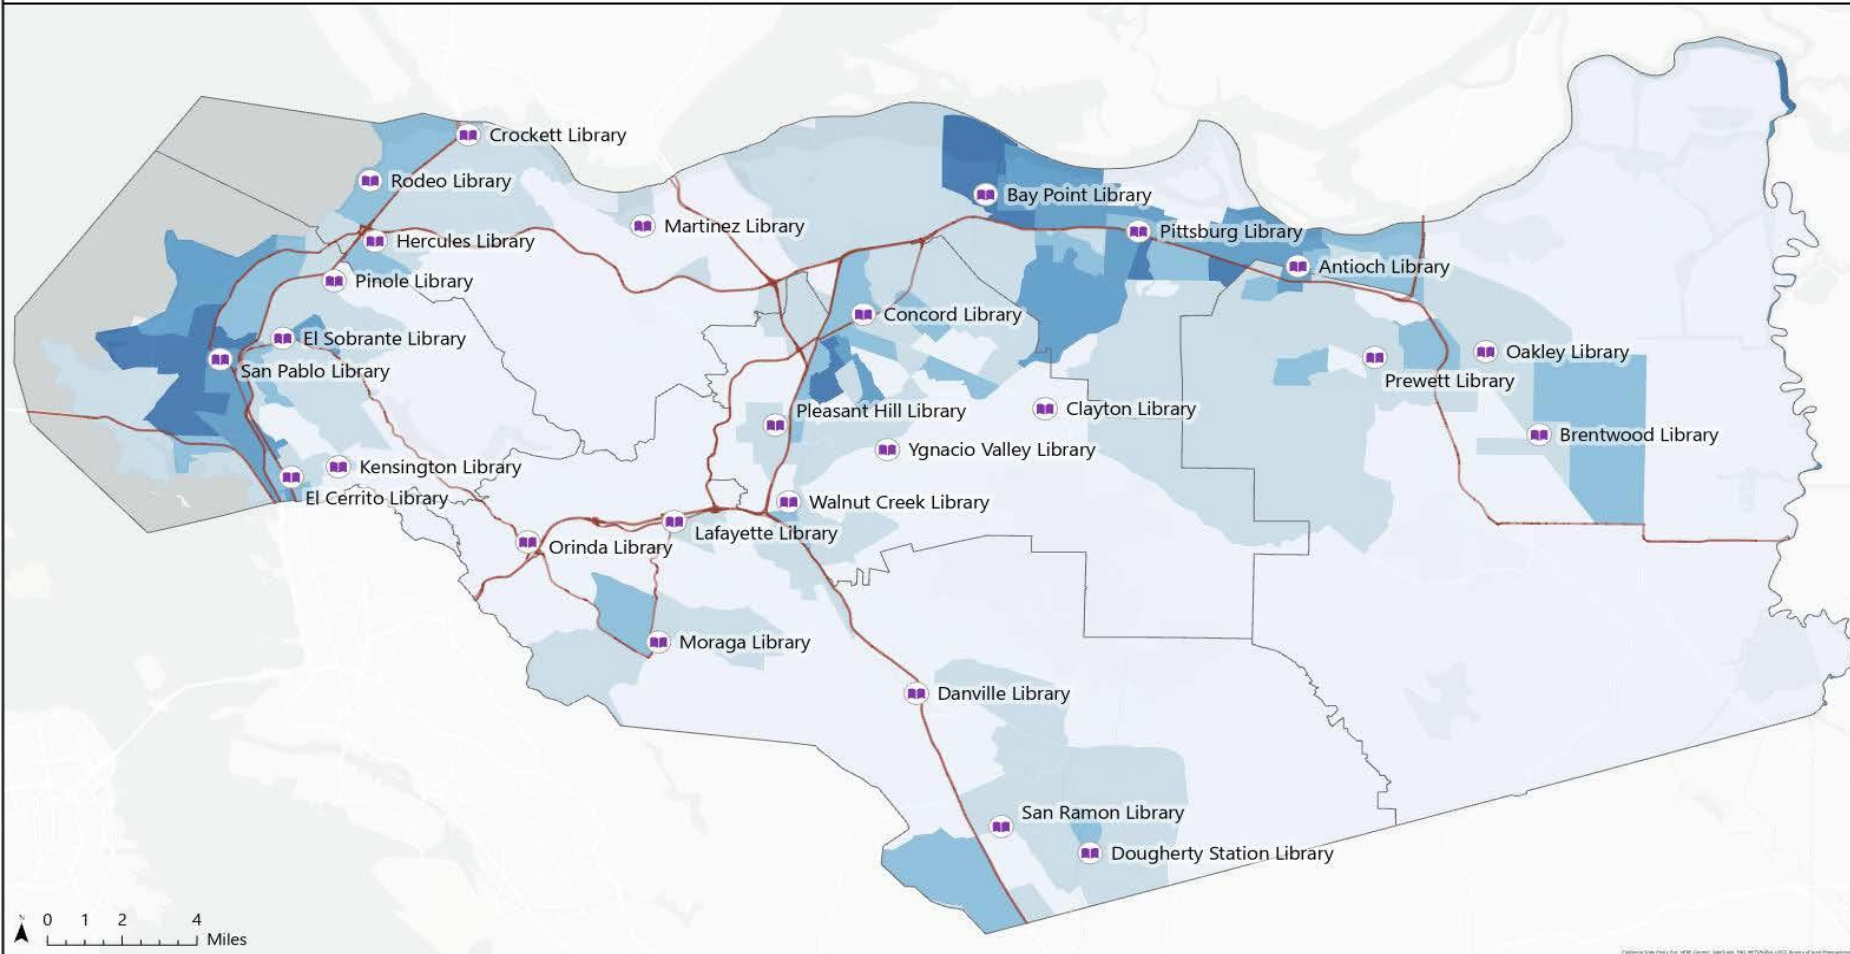 Crockett Library
Rodeo Library
Bay Point Library
Martinez Library
Pittsburg Library
Hercules Library
Antioch Library
Pinole Library
Concord Library
El Sobrante Library
Oakley Library
San Pablo Library
Prewett Library
Pleasant Hill Library
Clayton Library
Brentwood Library
Ygnacio Valley Library
Kensington Library
El Cerrito Library
Walnut Creek Library
Lafayette Library
Orinda Library
Moraga Library
Danville Library
San Ramon Library
Dougherty Station Library
N
0 1 2 4
Miles